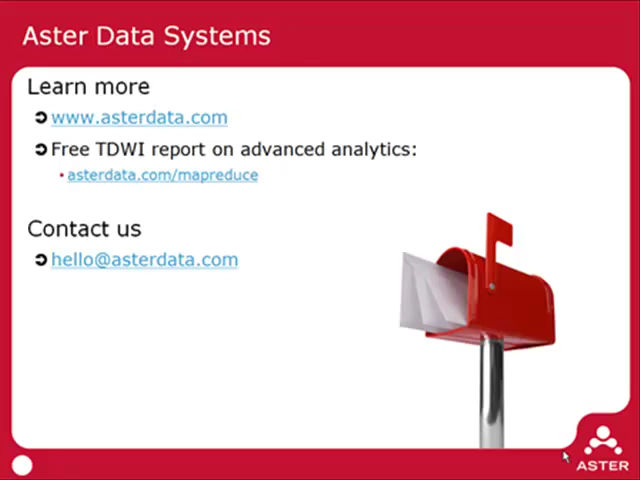 Aster Data Systems
Learn more
www.asterdata.com
Free TDWI report on advanced analytics:
asterdata.com/mapreduce
Contact us
hello@asterdata.com
ASTER